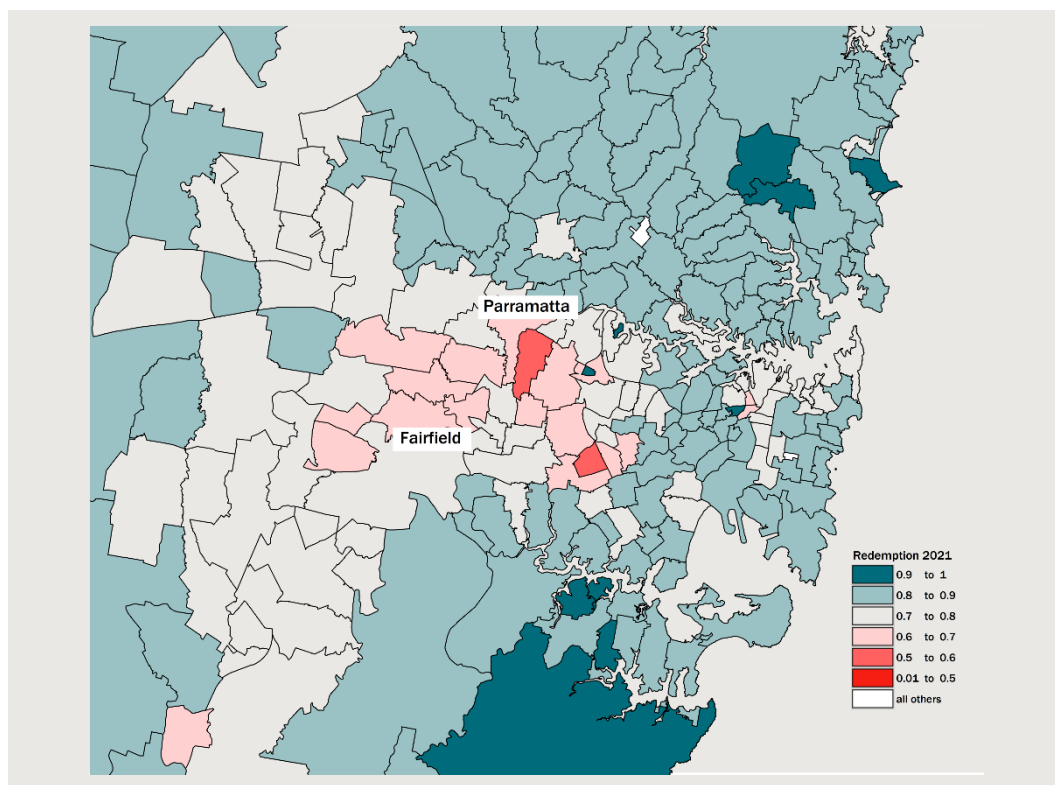 Parramatta
Fairfield
Redemption 2021
0.9 to 1
0.8 to 0.9
0.7 to 0.8
0.6 to 0.7
0.5 to 0.6
0.01 to 0.5
all others